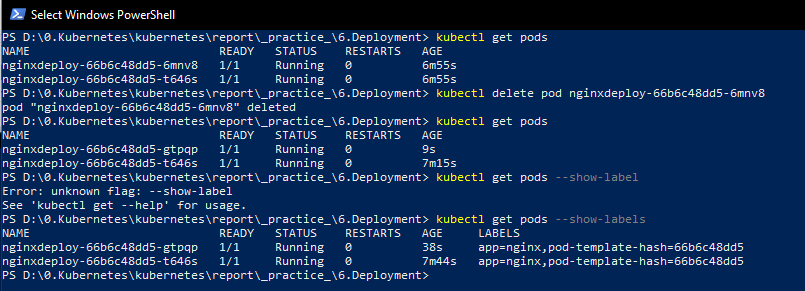 Select Windows PowerShell
PS D:\0.Kubernetes\kubernetes\report\_practice_\6.Deployment> kubectl get pods
NAME READY STATUS RESTARTS AGE
nginxdeploy-66b6c48dd5-6mnv8 1/1 Running 0 6m55s
nginxdeploy-66b6c48dd5-t646s 1/1 Running 0 6m55s
PS D:\0.Kubernetes\kubernetes\report\_practice_\6.Deployment> kubectl delete pod nginxdeploy-66b6c48dd5-6mnv8
pod "nginxdeploy-66b6c48dd5-6mnv8" deleted
PS D:\0.Kubernetes\kubernetes\report\_practice_\6.Deployment> kubectl get pods
NAME READY STATUS RESTARTS AGE
nginxdeploy-66b6c48dd5-gtpqp 1/1 Running 0 9s
nginxdeploy-66b6c48dd5-t646s 1/1 Running 0 7m15s
PS D:\0.Kubernetes\kubernetes\report\_practice_\6.Deployment> kubectl get pods --show-label
Error: unknown flag: --show-label
See 'kubectl get --help' for usage.
PS D:\0.Kubernetes\kubernetes\report\_practice_\6.Deployment> kubectl get pods --show-labels
NAME READY STATUS RESTARTS AGE LABELS
nginxdeploy-66b6c48dd5-gtpqp 1/1 Running 0 38s app=nginx,pod-template-hash=66b6c48dd5
nginxdeploy-66b6c48dd5-t646s 1/1 Running 0 7m44s app=nginx,pod-template-hash=66b6c48dd5
PS D:\0.Kubernetes\kubernetes\report\_practice_\6.Deployment>